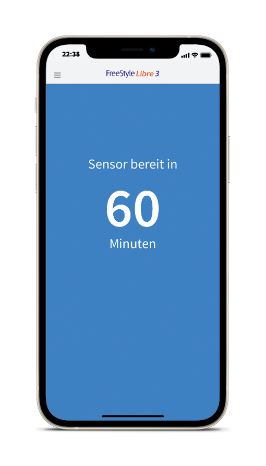 22:38
FreeStyle Libre 3
Sensor bereit in
60
Minuten